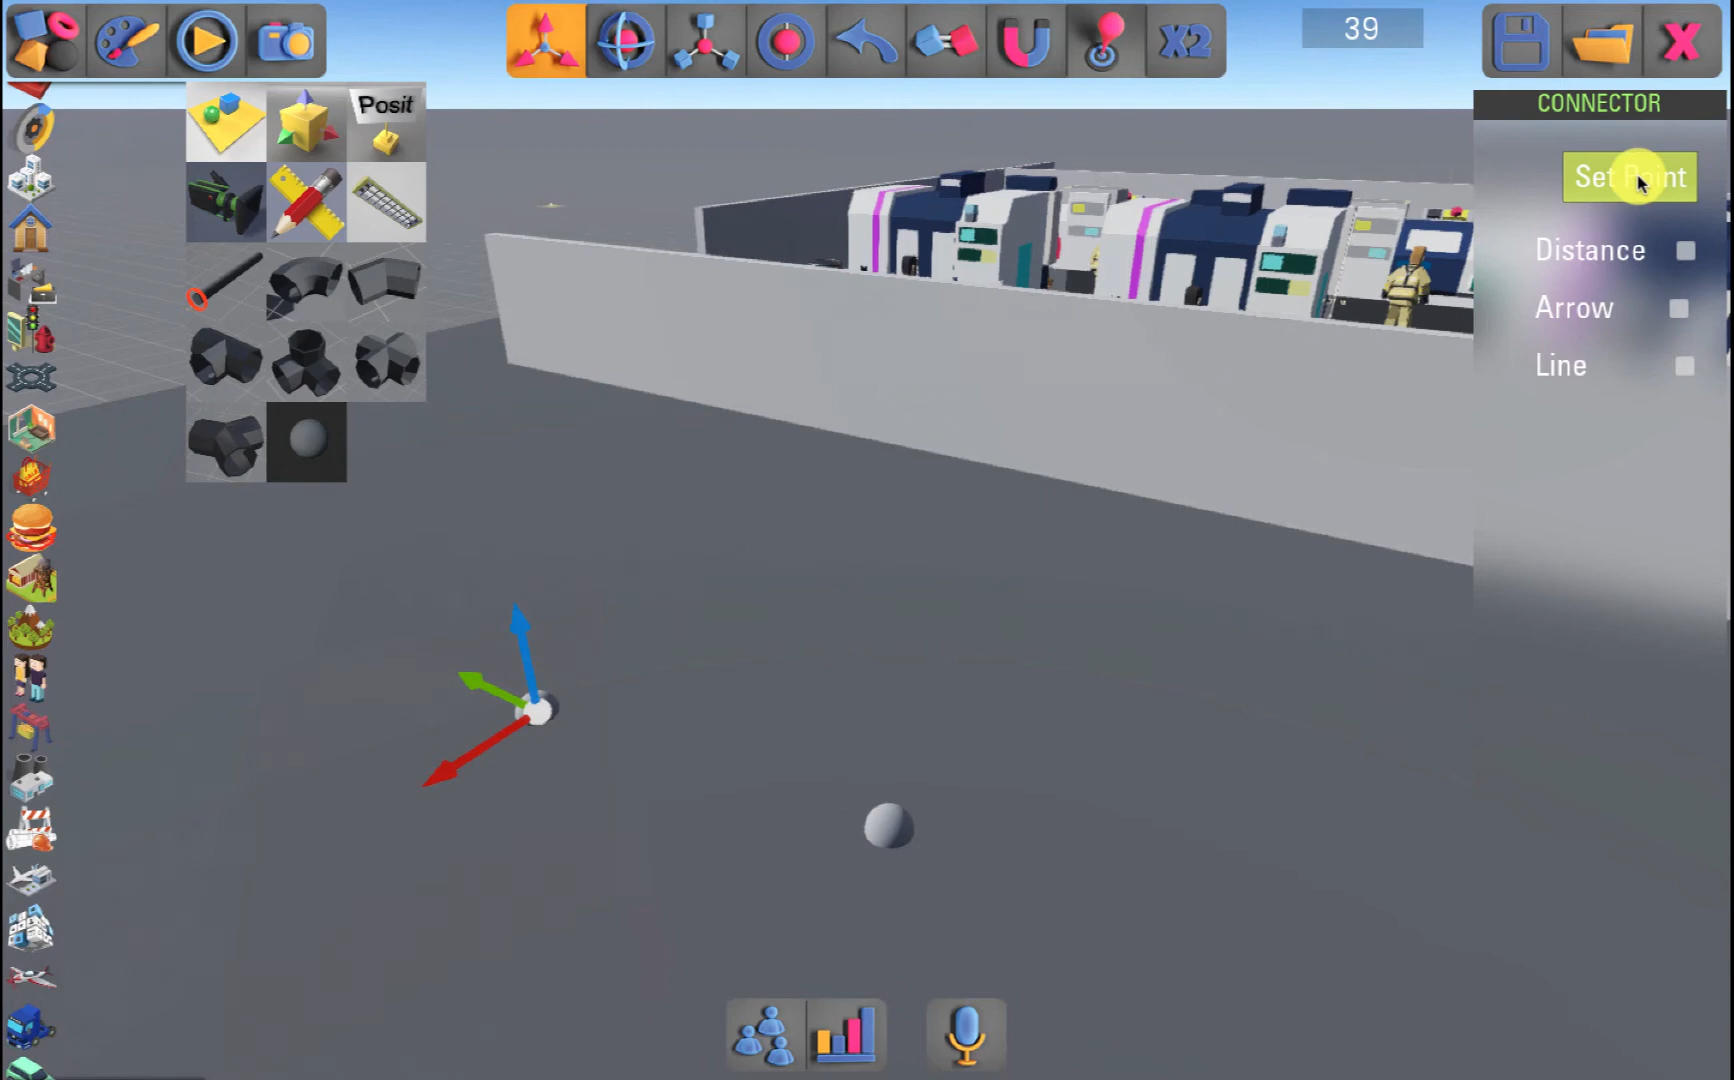 39
X2
Posit
CONNECTOR
Set Point
Distance
Arrow
Line